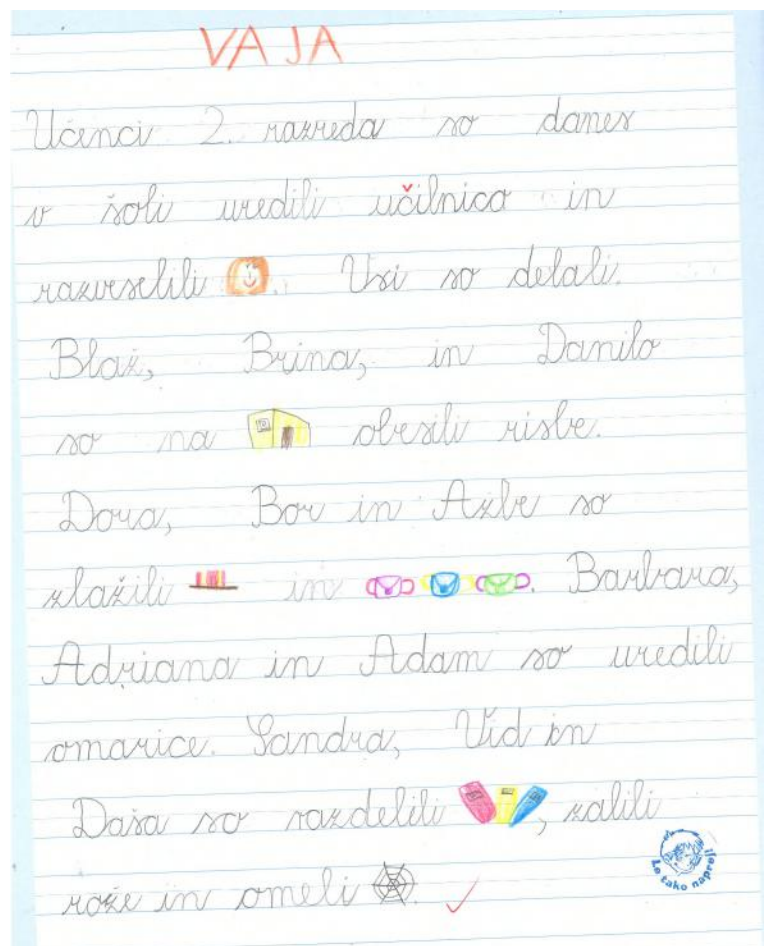 VAJA
Učenci 2. razreda so danes
v šoli uredili učilnico in
razveselili . Vsi so delali.
Blaž, Brina, in Danilo
so na obesili risbe.
Dora, Bor in Ažbe so
zlažili in . Barbara,
Adriana in Adam so uredili
omarice. Sandra, Vid in
Daša so razdelili , zalili
rože in omeli .
Le tako naprej!